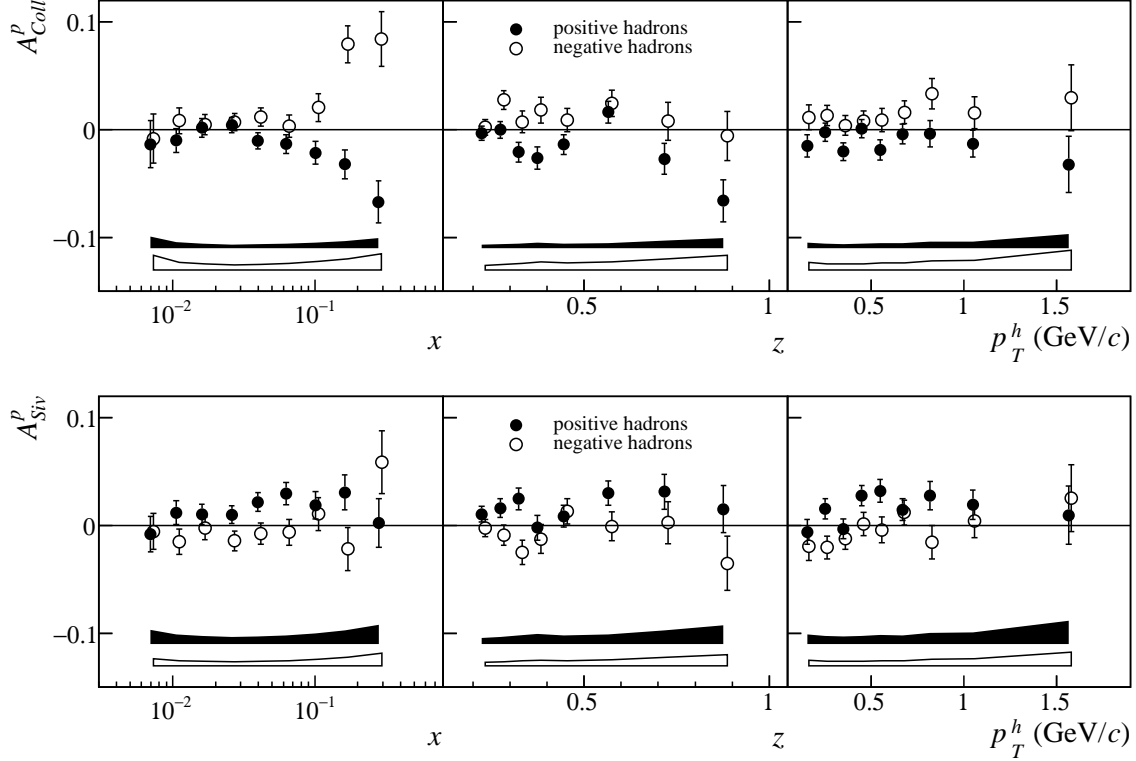 A^p_Coll
0.1
0
−0.1
positive hadrons
negative hadrons
10^−2
10^−1
x
0.5
1
z
0.5
1
1.5
p_T^h (GeV/c)
A^p_Siv
0.1
0
−0.1
positive hadrons
negative hadrons
10^−2
10^−1
x
0.5
1
z
0.5
1
1.5
p_T^h (GeV/c)